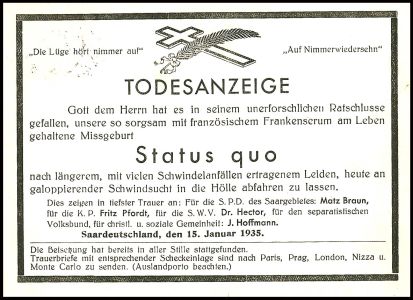 „Die Lüge hört nimmer auf“
„Auf Nimmerwiedersehn“
TODESANZEIGE
Gott dem Herrn hat es in seinem unerforschlichen Ratschlusse
gefallen, unsere so sorgsam mit französischem Frankenserum am Leben
gehaltene Missgeburt
Status quo
nach längerem, mit vielen Schwindelanfällen ertragenem Leiden, heute an
galoppierender Schwindsucht in die Hölle abfahren zu lassen.
Dies zeigen in tiefster Trauer an: Für die S.P.D. des Saargebietes: Matz Braun,
für die K.P. Fritz Pfordt, für die S.W.V. Dr. Hector, für den separatistischen
Volksbund, für christl. u. soziale Gemeinheit: J. Hoffmann.
Saardeutschland, den 15. Januar 1935.
Die Beisetzung hat bereits in aller Stille stattgefunden.
Trauerbriefe mit entsprechender Scheckeinlage sind nach Paris, Prag, London, Nizza u.
Monte Carlo zu senden. (Auslandporto beachten.)